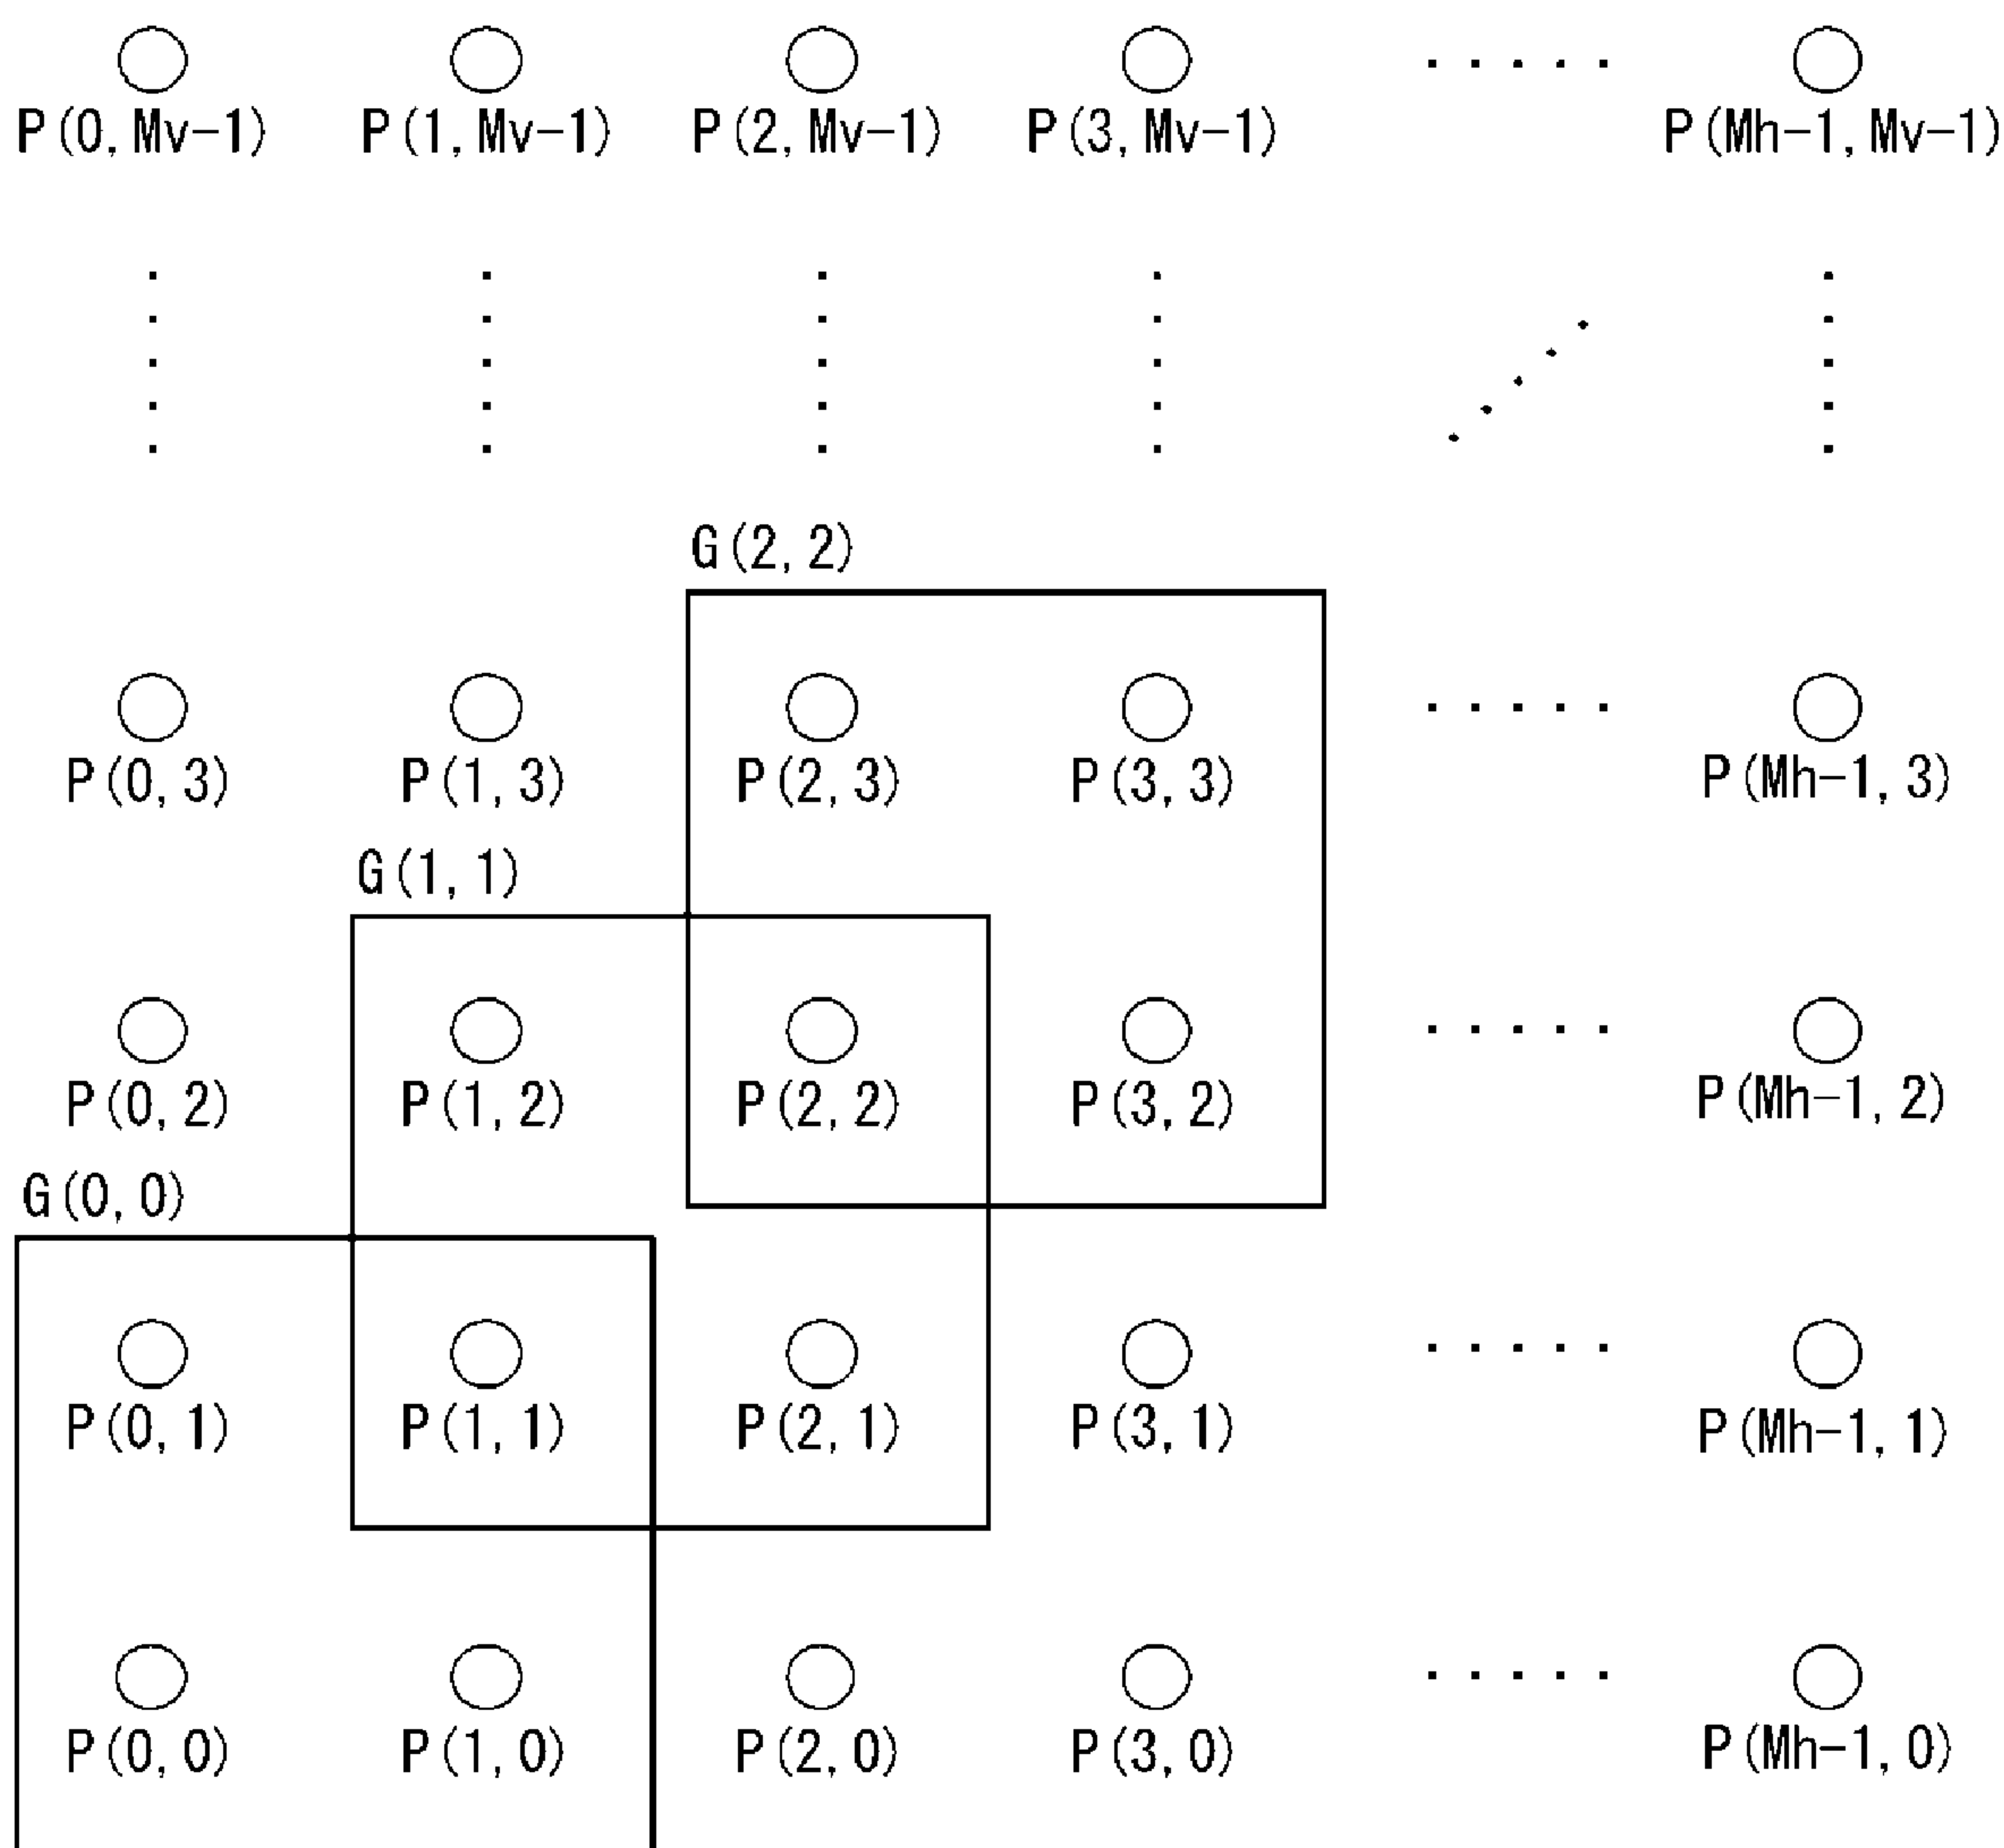 P(0,Mv-1) P(1,Mv-1) P(2,Mv-1) P(3,Mv-1) P(Mh-1,Mv-1)
G(2,2)
P(0,3) P(1,3) P(2,3) P(3,3) P(Mh-1,3)
G(1,1)
P(0,2) P(1,2) P(2,2) P(3,2) P(Mh-1,2)
G(0,0)
P(0,1) P(1,1) P(2,1) P(3,1) P(Mh-1,1)
P(0,0) P(1,0) P(2,0) P(3,0) P(Mh-1,0)